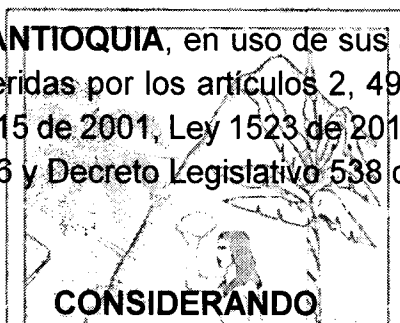 ANTIOQUIA, en uso de sus
eridas por los artículos 2, 49
15 de 2001, Ley 1523 de 201
6 y Decreto Legislativo 538
CONSIDERANDO